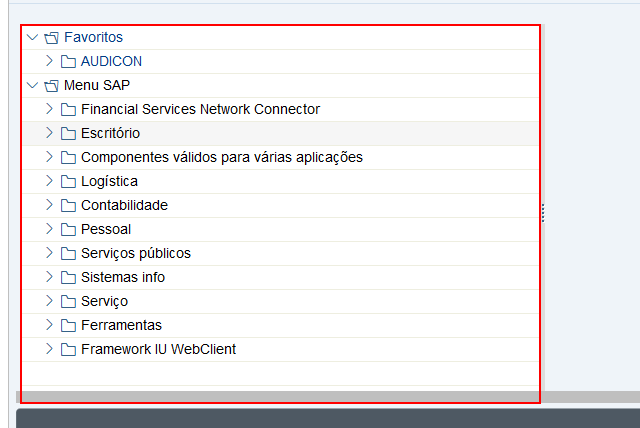 Favoritos
AUDICON
Menu SAP
Financial Services Network Connector
Escritório
Componentes válidos para várias aplicações
Logística
Contabilidade
Pessoal
Serviços públicos
Sistemas info
Serviço
Ferramentas
Framework IU WebClient